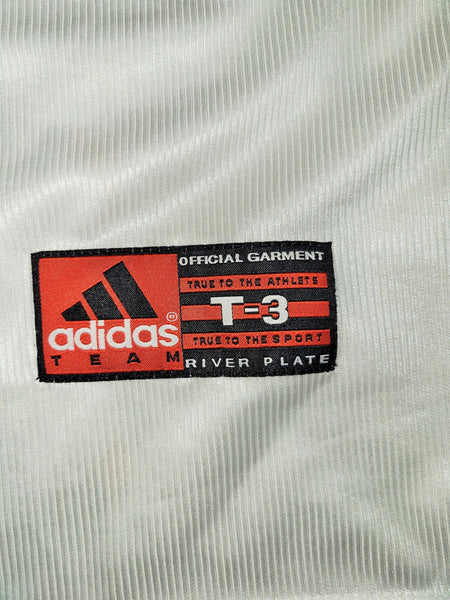 adidas®
TEAM
OFFICIAL GARMENT
TRUE TO THE ATHLETE
T-3
TRUE TO THE SPORT
RIVER PLATE